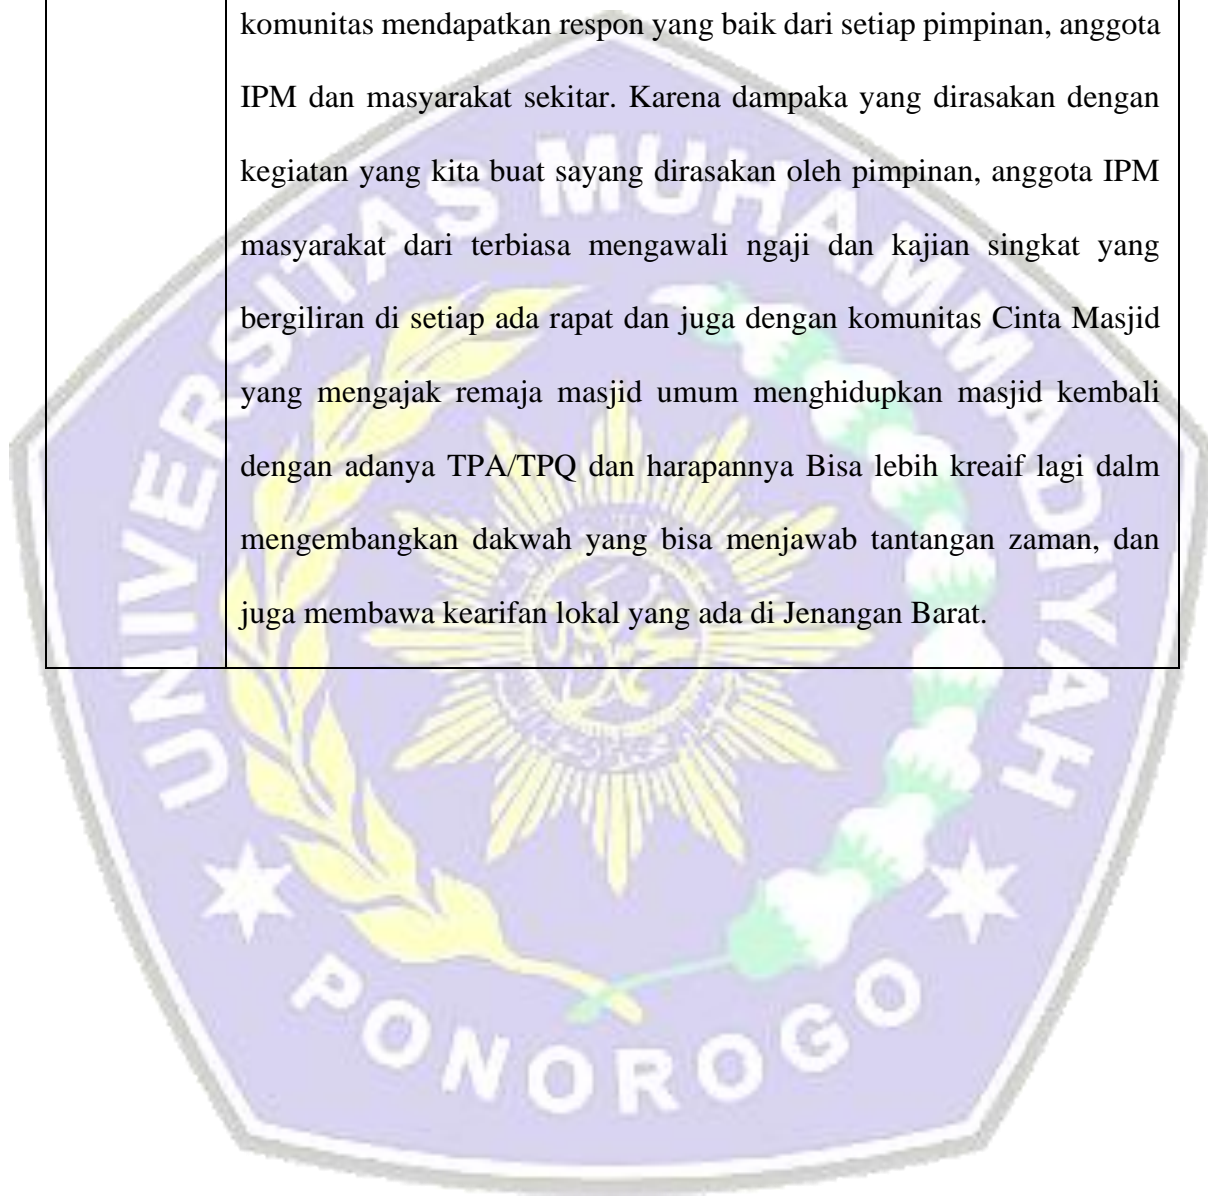 komunitas mendapatkan respon yang baik dari setiap pimpinan, anggota
IPM dan masyarakat sekitar. Karena dampaka yang dirasakan dengan
kegiatan yang kita buat sayang dirasakan oleh pimpinan, anggota IPM
masyarakat dari terbiasa mengawali ngaji dan kajian singkat yang
bergiliran di setiap ada rapat dan juga dengan komunitas Cinta Masjid
yang mengajak remaja masjid umum menghidupkan masjid kembali
dengan adanya TPA/TPQ dan harapannya Bisa lebih kreaif lagi dalm
mengembangkan dakwah yang bisa menjawab tantangan zaman, dan
juga membawa kearifan lokal yang ada di Jenangan Barat.
UNIVERSITAS MUHAMMADIYAH
PONOROGO